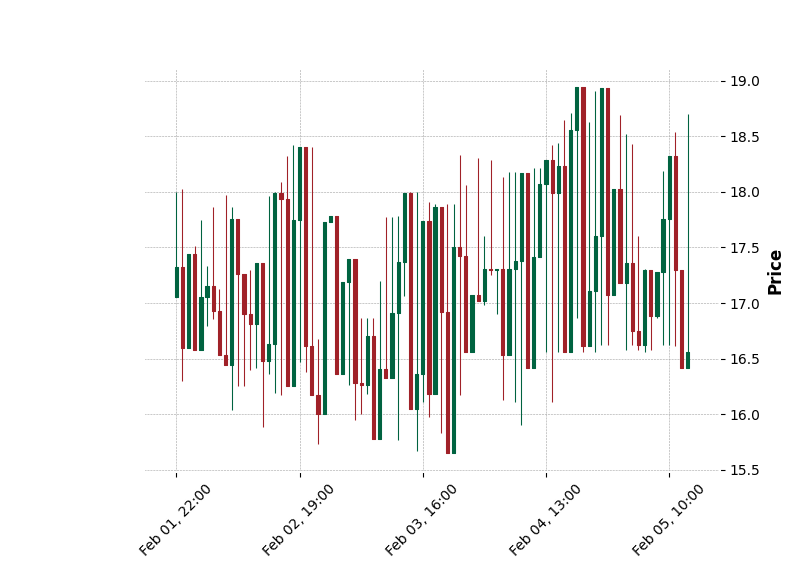 19.0
18.5
18.0
17.5
17.0
16.5
16.0
15.5
Price
Feb 01, 22:00
Feb 02, 19:00
Feb 03, 16:00
Feb 04, 13:00
Feb 05, 10:00